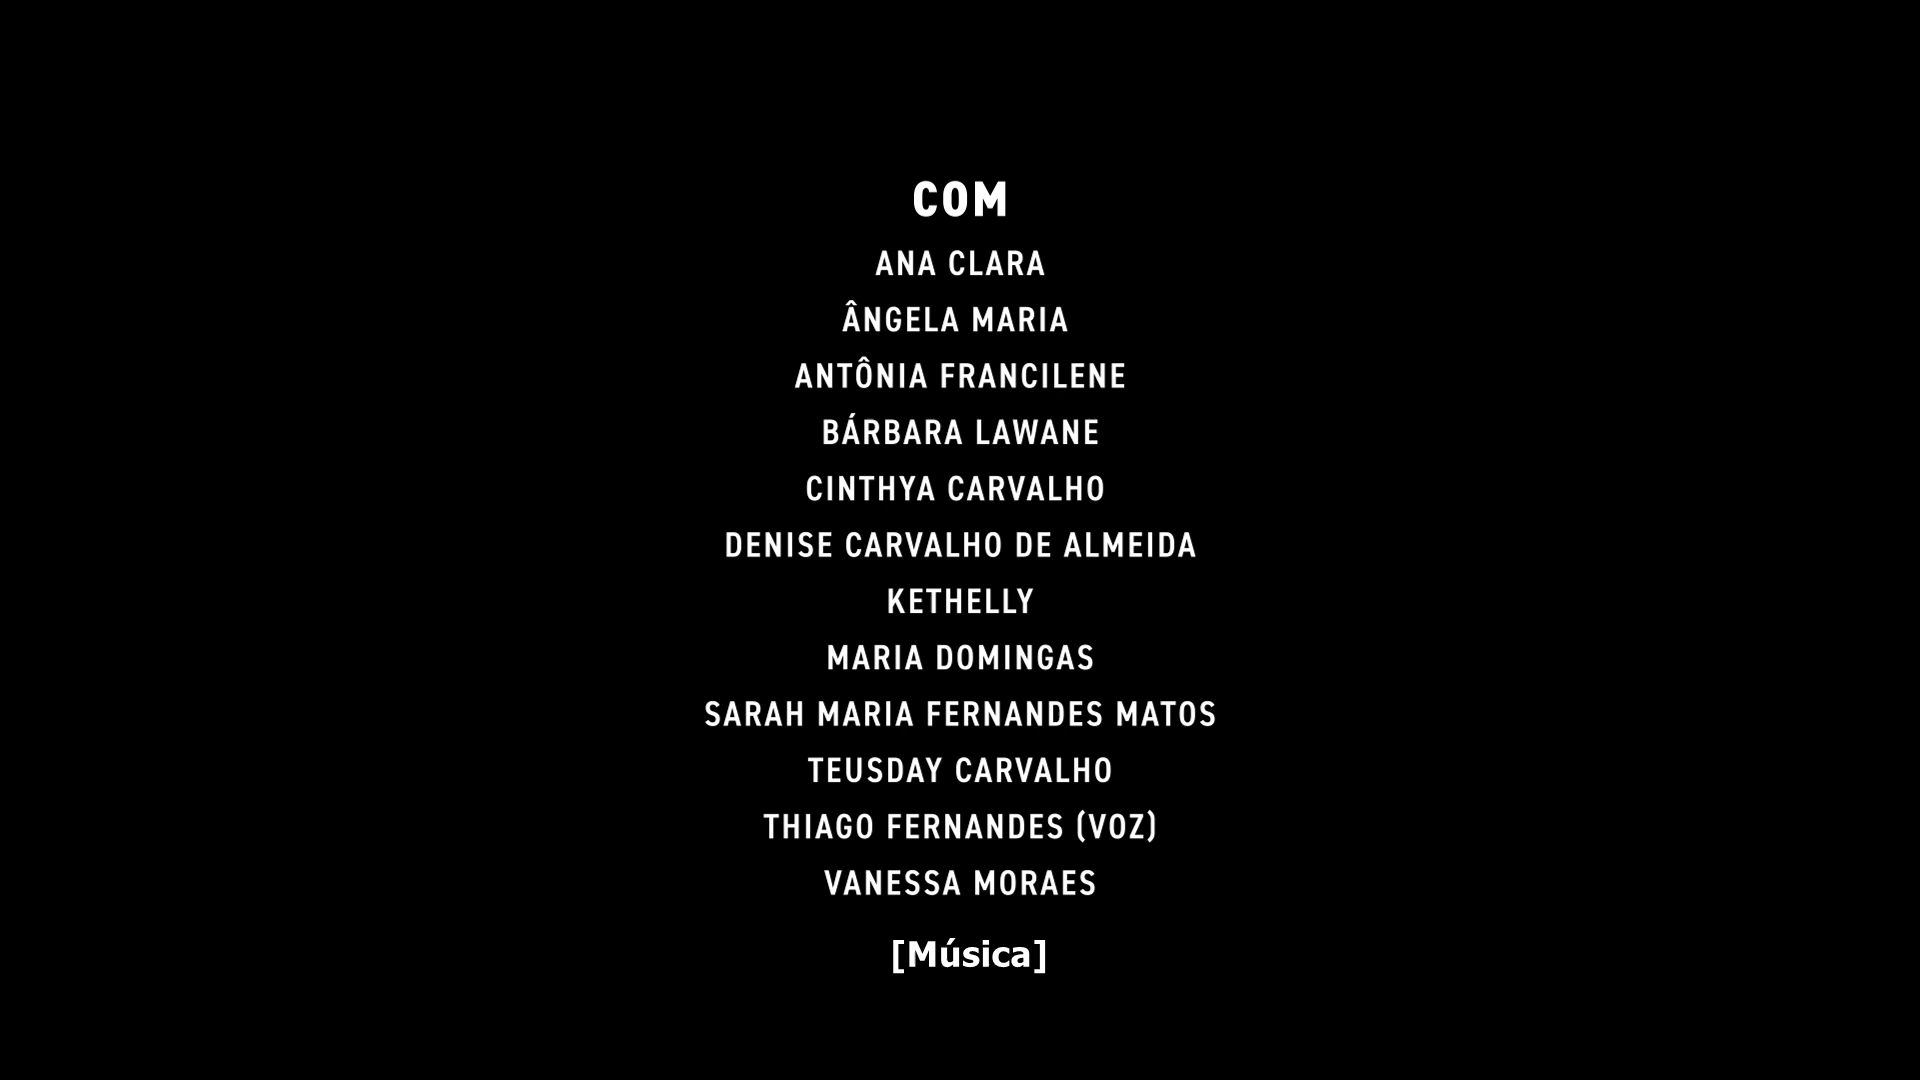 COM
ANA CLARA
ÂNGELA MARIA
ANTÔNIA FRANCILENE
BÁRBARA LAWANE
CINTHYA CARVALHO
DENISE CARVALHO DE ALMEIDA
KETHELLY
MARIA DOMINGAS
SARAH MARIA FERNANDES MATOS
TEUSDAY CARVALHO
THIAGO FERNANDES (VOZ)
VANESSA MORAES
[Música]